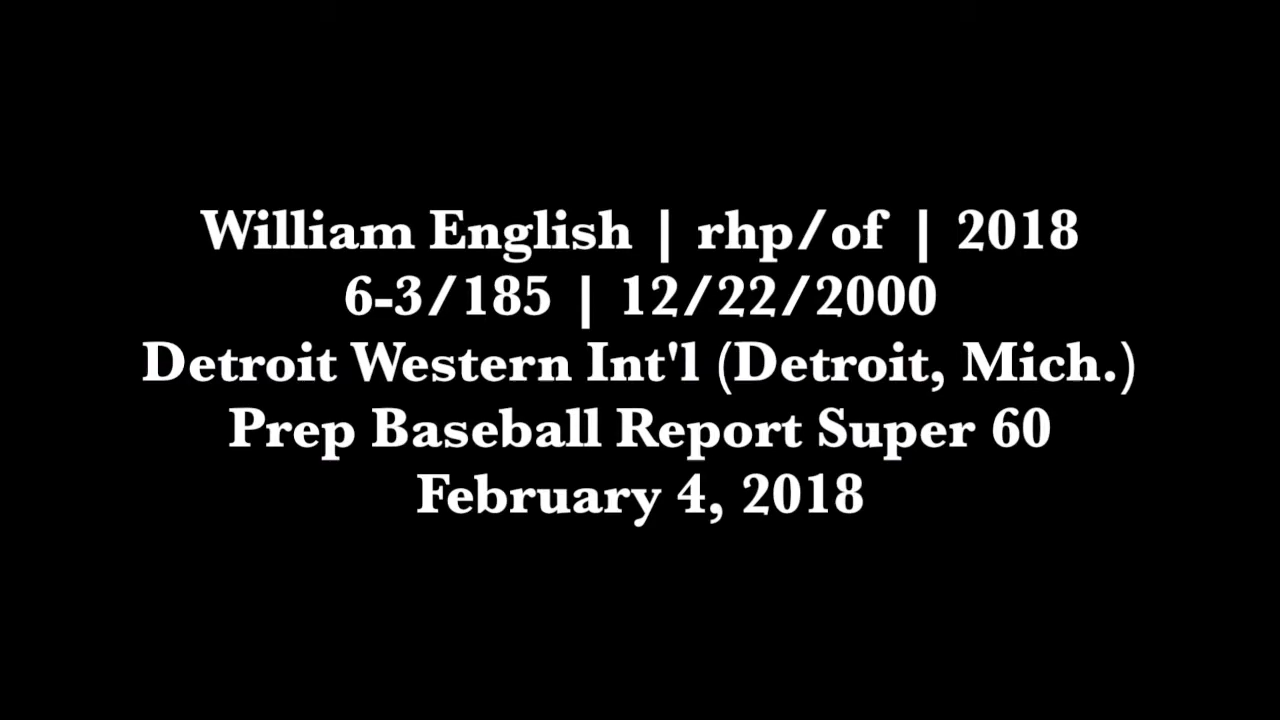 William English | rhp/of | 2018
6-3/185 | 12/22/2000
Detroit Western Int'l (Detroit, Mich.)
Prep Baseball Report Super 60
February 4, 2018